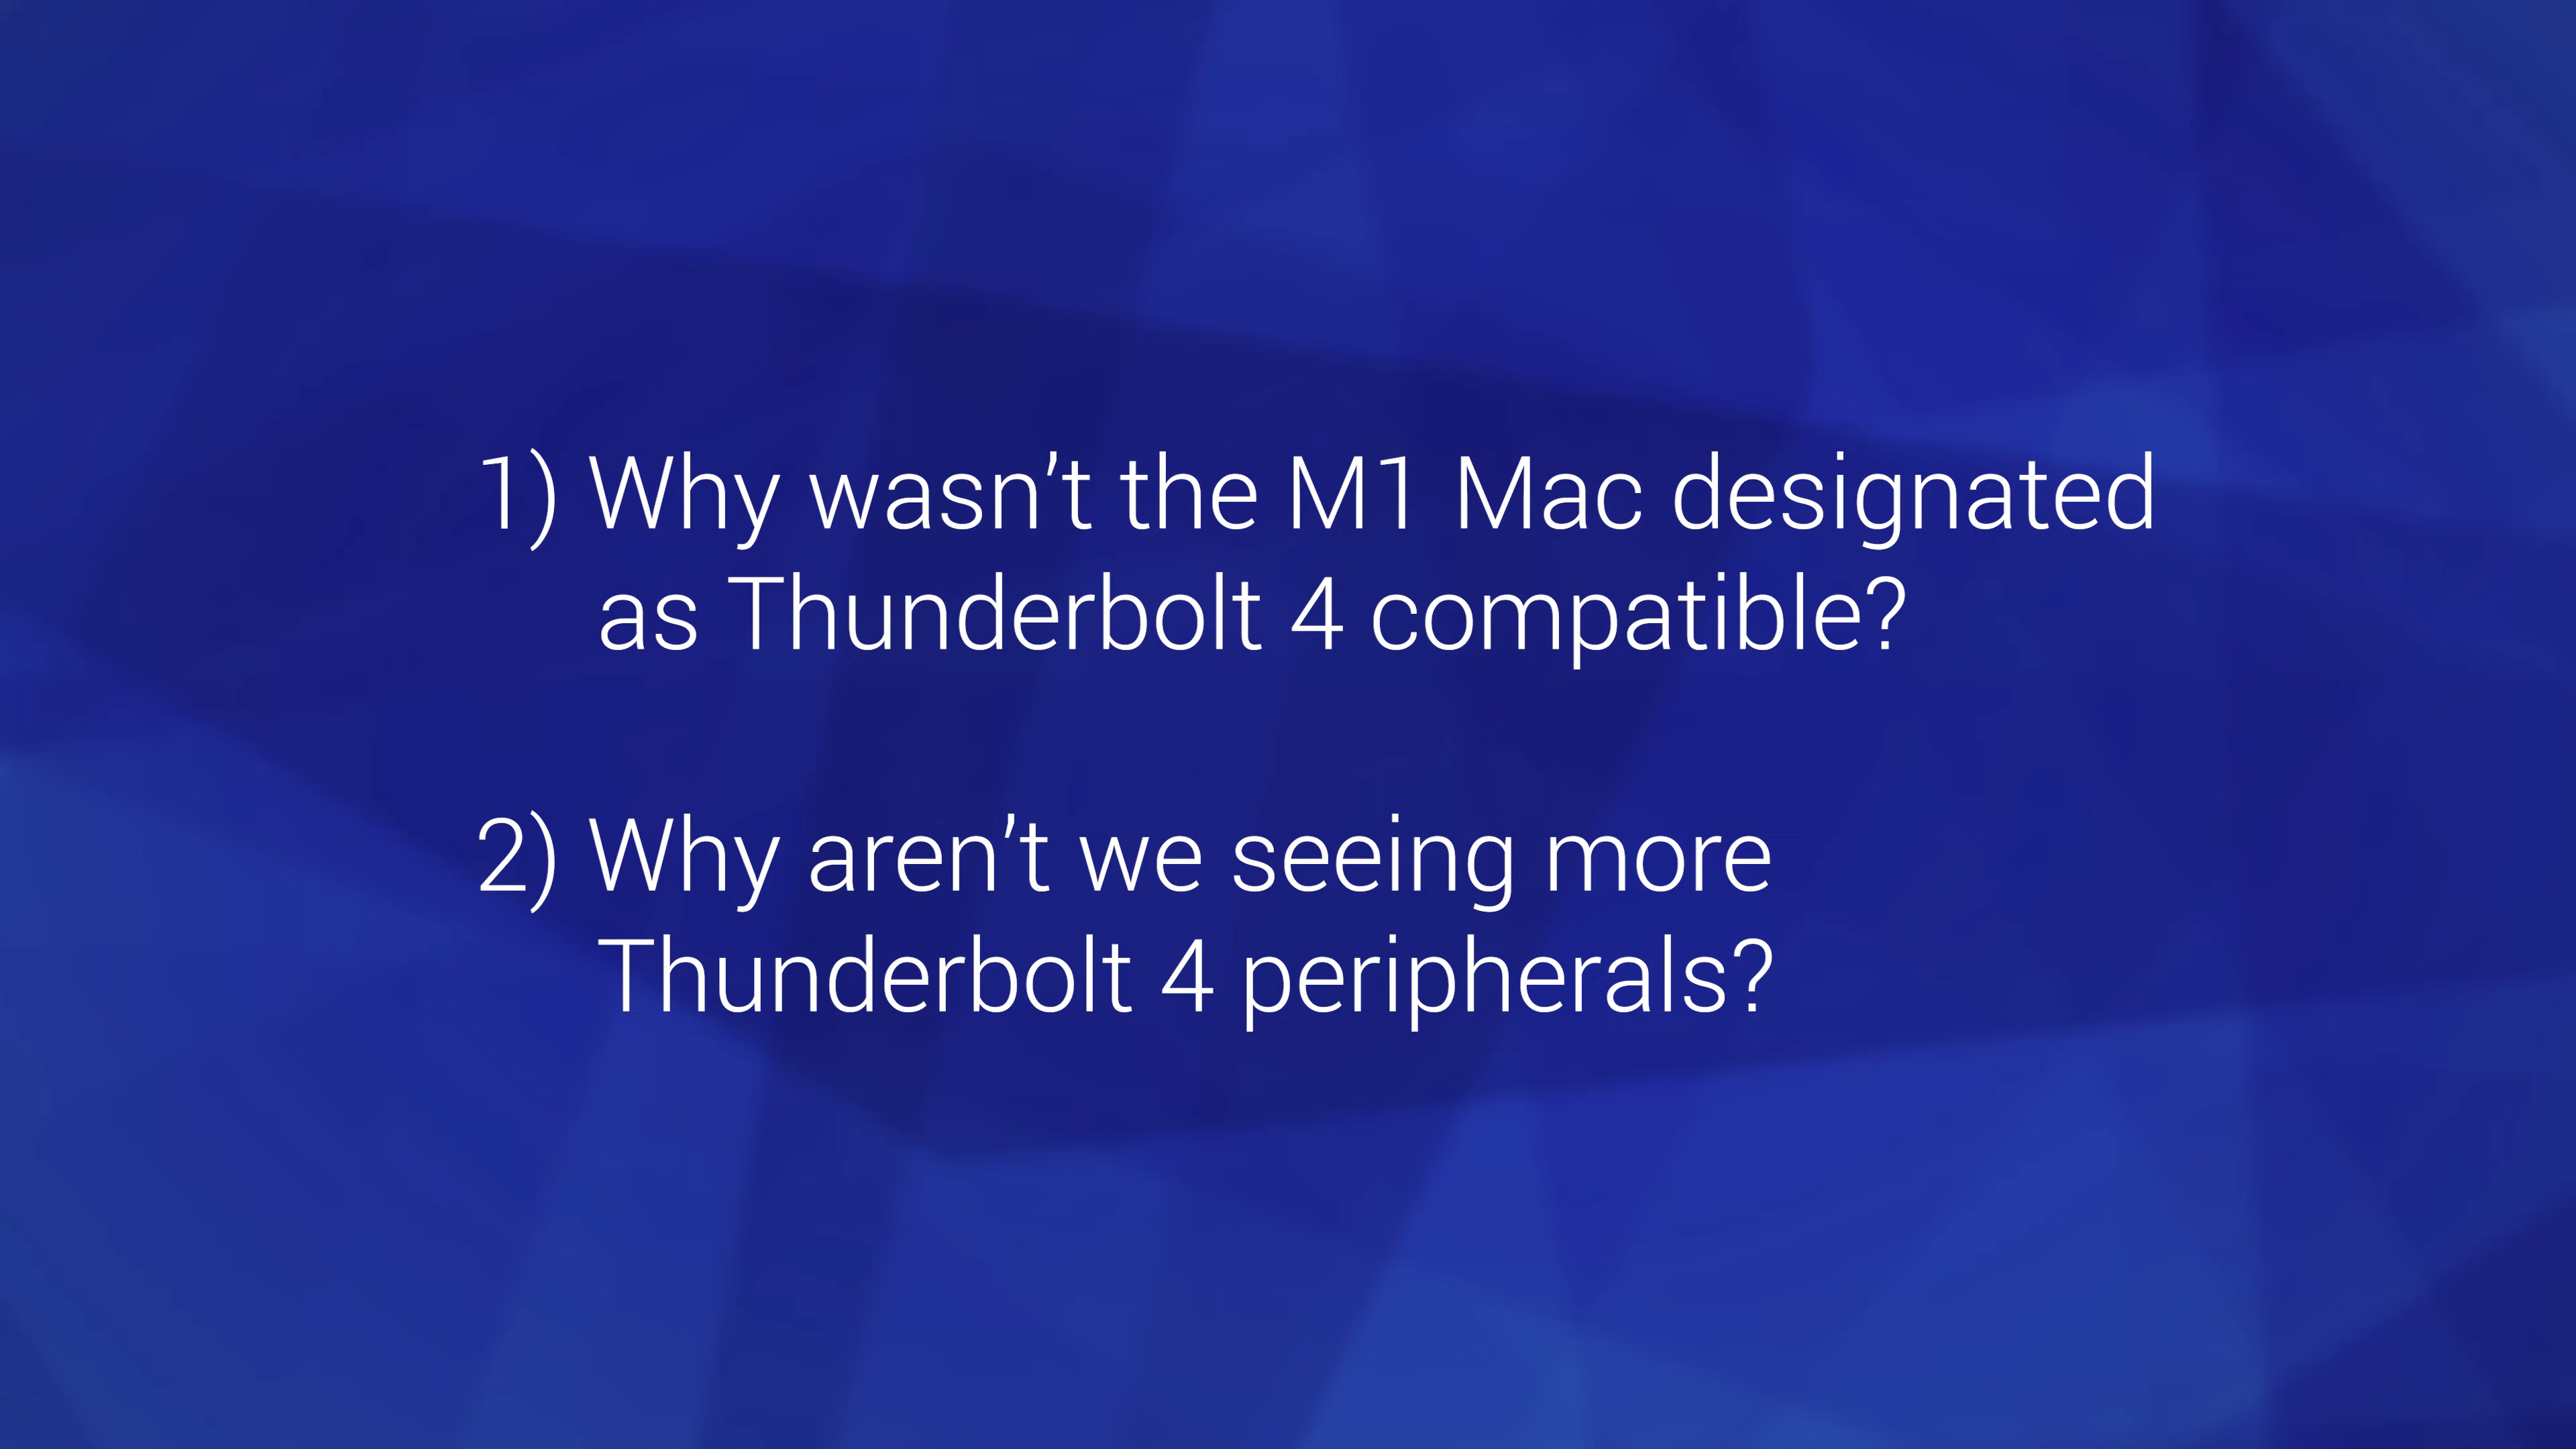 1) Why wasn’t the M1 Mac designated
as Thunderbolt 4 compatible?
2) Why aren’t we seeing more
Thunderbolt 4 peripherals?